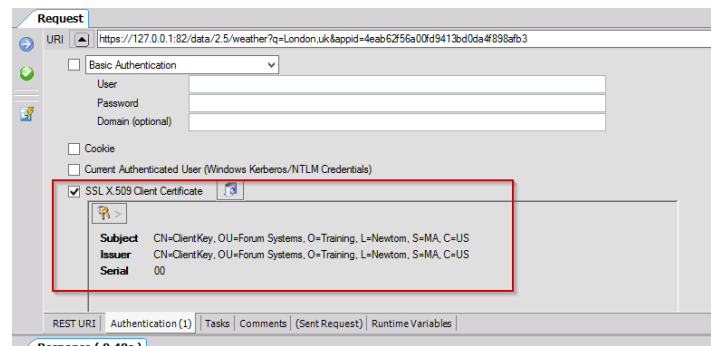 Request
URI https://127.0.0.1:82/data/2.5/weather?q=London,uk&appid=4eab62f56a00fd9413bd0da4f898afb3
Basic Authentication
User
Password
Domain (optional)
Cookie
Current Authenticated User (Windows Kerberos/NTLM Credentials)
SSL X.509 Client Certificate
>
Subject CN=ClientKey, OU=Forum Systems, O=Training, L=Newtom, S=MA, C=US
Issuer CN=ClientKey, OU=Forum Systems, O=Training, L=Newtom, S=MA, C=US
Serial 00
REST URI Authentication (1) Tasks Comments (Sent Request) Runtime Variables